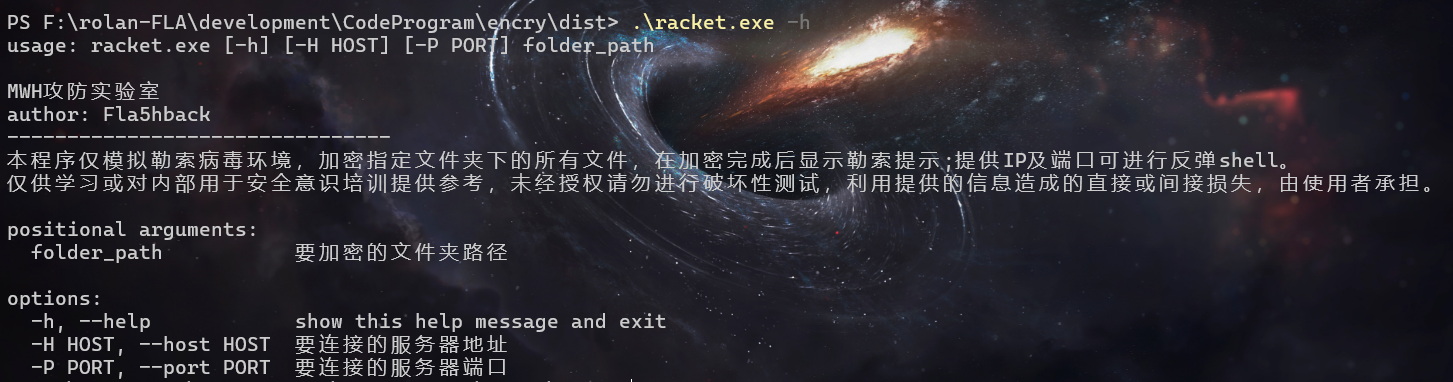 PS F:\rolan-FLA\development\CodeProgram\encry\dist> .\racket.exe -h
usage: racket.exe [-h] [-H HOST] [-P PORT] folder_path
MWH攻防实验室
author: Fla5hback
--------------------------------
本程序仅模拟勒索病毒环境，加密指定文件夹下的所有文件，在加密完成后显示勒索提示;提供IP及端口可进行反弹shell。
仅供学习或对内部用于安全意识培训提供参考，未经授权请勿进行破坏性测试，利用提供的信息造成的直接或间接损失，由使用者承担。
positional arguments:
folder_path 要加密的文件夹路径
options:
-h, --help show this help message and exit
-H HOST, --host HOST 要连接的服务器地址
-P PORT, --port PORT 要连接的服务器端口